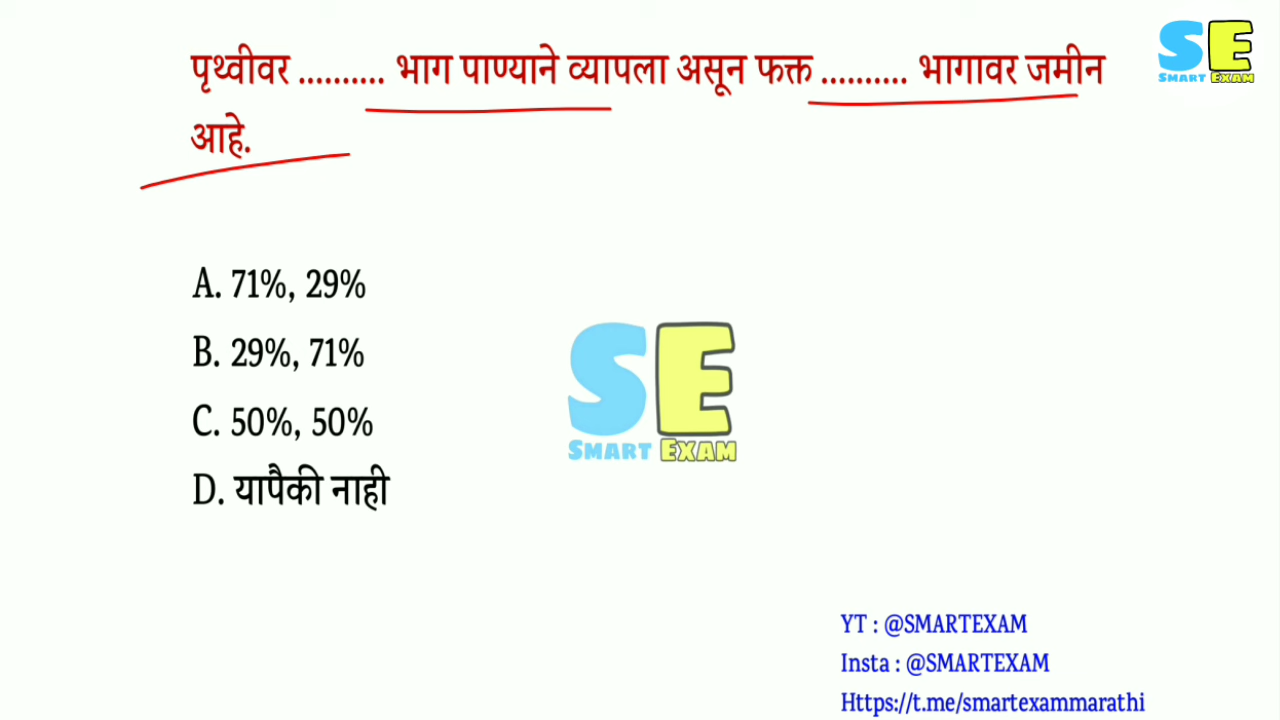 पृथ्वीवर .......... भाग पाण्याने व्यापला असून फक्त .......... भागावर जमीन
आहे.
SE
SMART EXAM
A. 71%, 29%
B. 29%, 71%
C. 50%, 50%
D. यापैकी नाही
SE
SMART EXAM
YT : @SMARTEXAM
Insta : @SMARTEXAM
Https://t.me/smartexammarathi